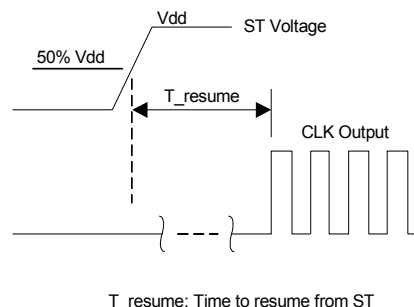 Vdd
ST Voltage
50% Vdd
T_resume
CLK Output
T_resume: Time to resume from ST